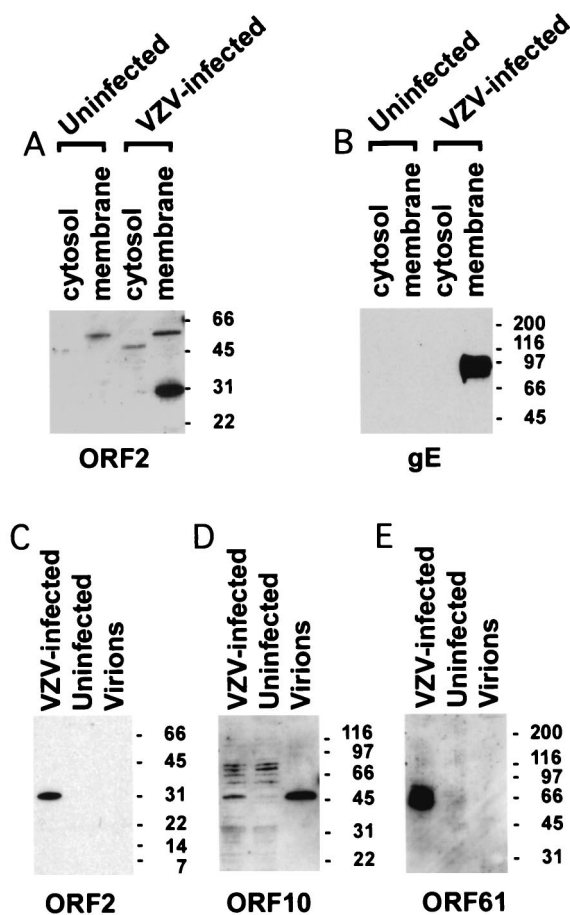 A
Uninfected
VZV-infected
cytosol
membrane
cytosol
membrane
- 66
- 45
- 31
- 22
ORF2
B
Uninfected
VZV-infected
cytosol
membrane
cytosol
membrane
- 200
- 116
- 97
- 66
- 45
gE
C
VZV-infected
Uninfected
Virions
- 66
- 45
- 31
- 22
- 14
- 7
ORF2
D
VZV-infected
Uninfected
Virions
- 116
- 97
- 66
- 45
- 31
- 22
ORF10
E
VZV-infected
Uninfected
Virions
- 200
- 116
- 97
- 66
- 45
- 31
ORF61